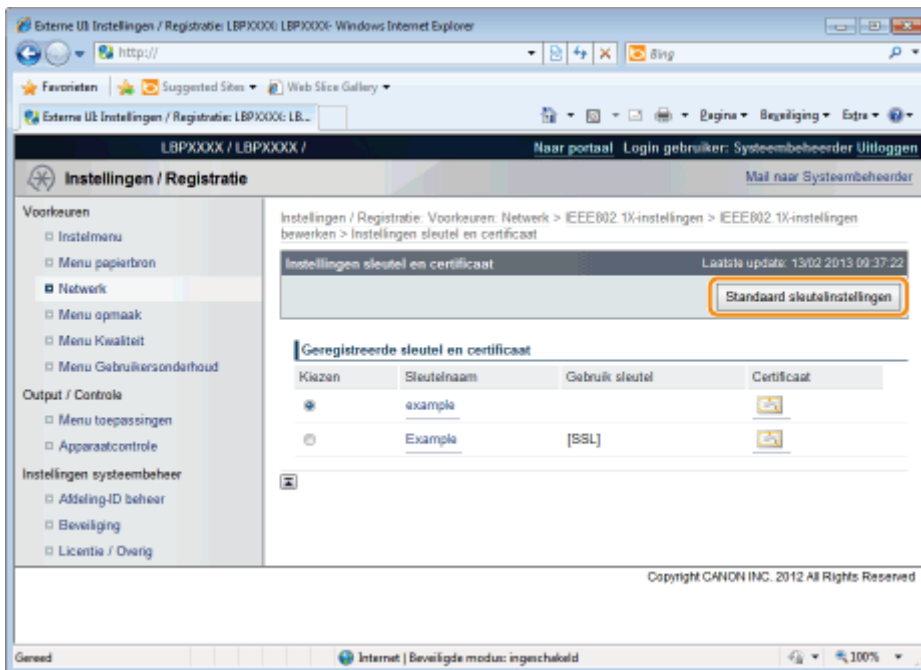 Externe UI: Instellingen / Registratie: LBPXXXX: LBPXXXX- Windows Internet Explorer
http://
Bing
Favorieten
Suggested Sites
Web Slice Gallery
Externe UI: Instellingen / Registratie: LBPXXXX: LB...
Pagina
Beveiliging
Extra
LBPXXXX / LBPXXXX /
Naar portaal Login gebruiker: Systeembeheerder Uitloggen
Instellingen / Registratie
Mail naar Systeembeheerder
Voorkeuren
Instelmenu
Menu papierbron
Netwerk
Menu opmaak
Menu Kwaliteit
Menu Gebruikersonderhoud
Output / Controle
Menu toepassingen
Apparaatcontrole
Instellingen systeembeheer
Afdeling-ID beheer
Beveiliging
Licentie / Overig
Instellingen / Registratie: Voorkeuren: Netwerk > IEEE802.1X-instellingen > IEEE802.1X-instellingen
bewerken > Instellingen sleutel en certificaat
Instellingen sleutel en certificaat
Laatste update: 13/02 2013 09:37:22
Standaard sleutelinstellingen
Geregistreerde sleutel en certificaat
Kiezen Sleutelnaam Gebruik sleutel Certificaat
example
Example [SSL]
Copyright CANON INC. 2012 All Rights Reserved
Gereed
Internet | Beveiligde modus: ingeschakeld
100%